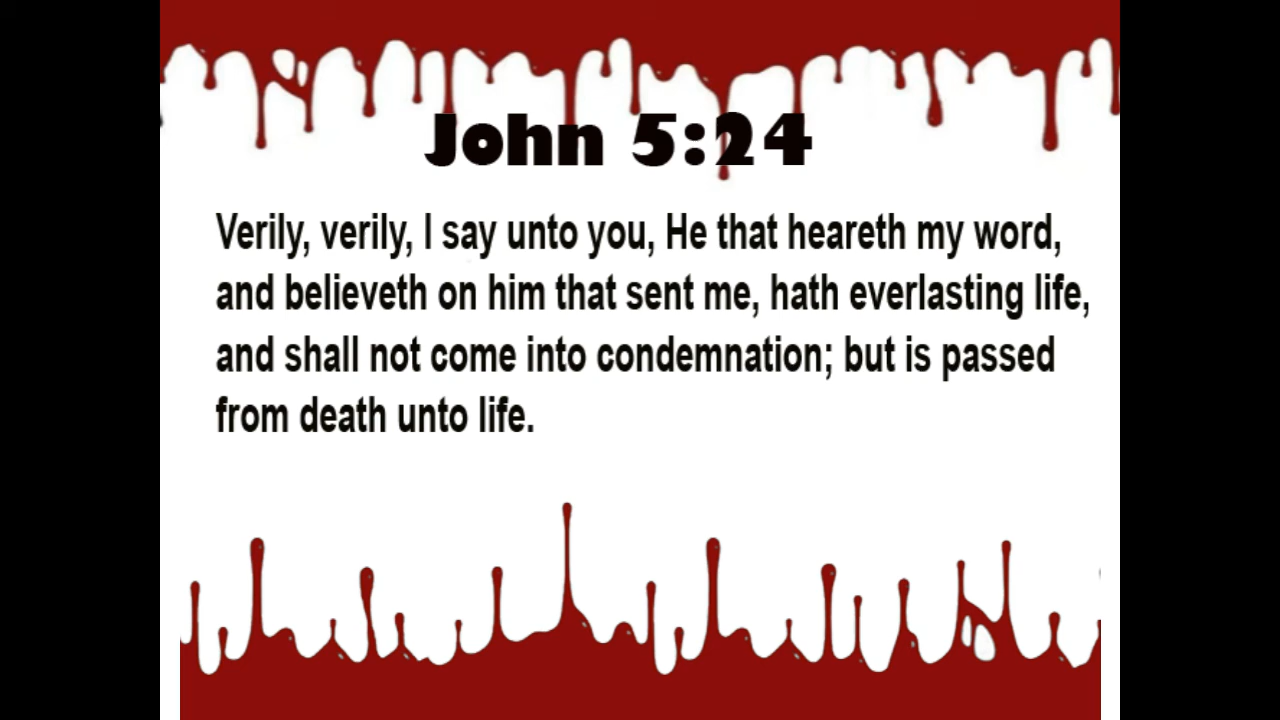 John 5:24
Verily, verily, I say unto you, He that heareth my word,
and believeth on him that sent me, hath everlasting life,
and shall not come into condemnation; but is passed
from death unto life.